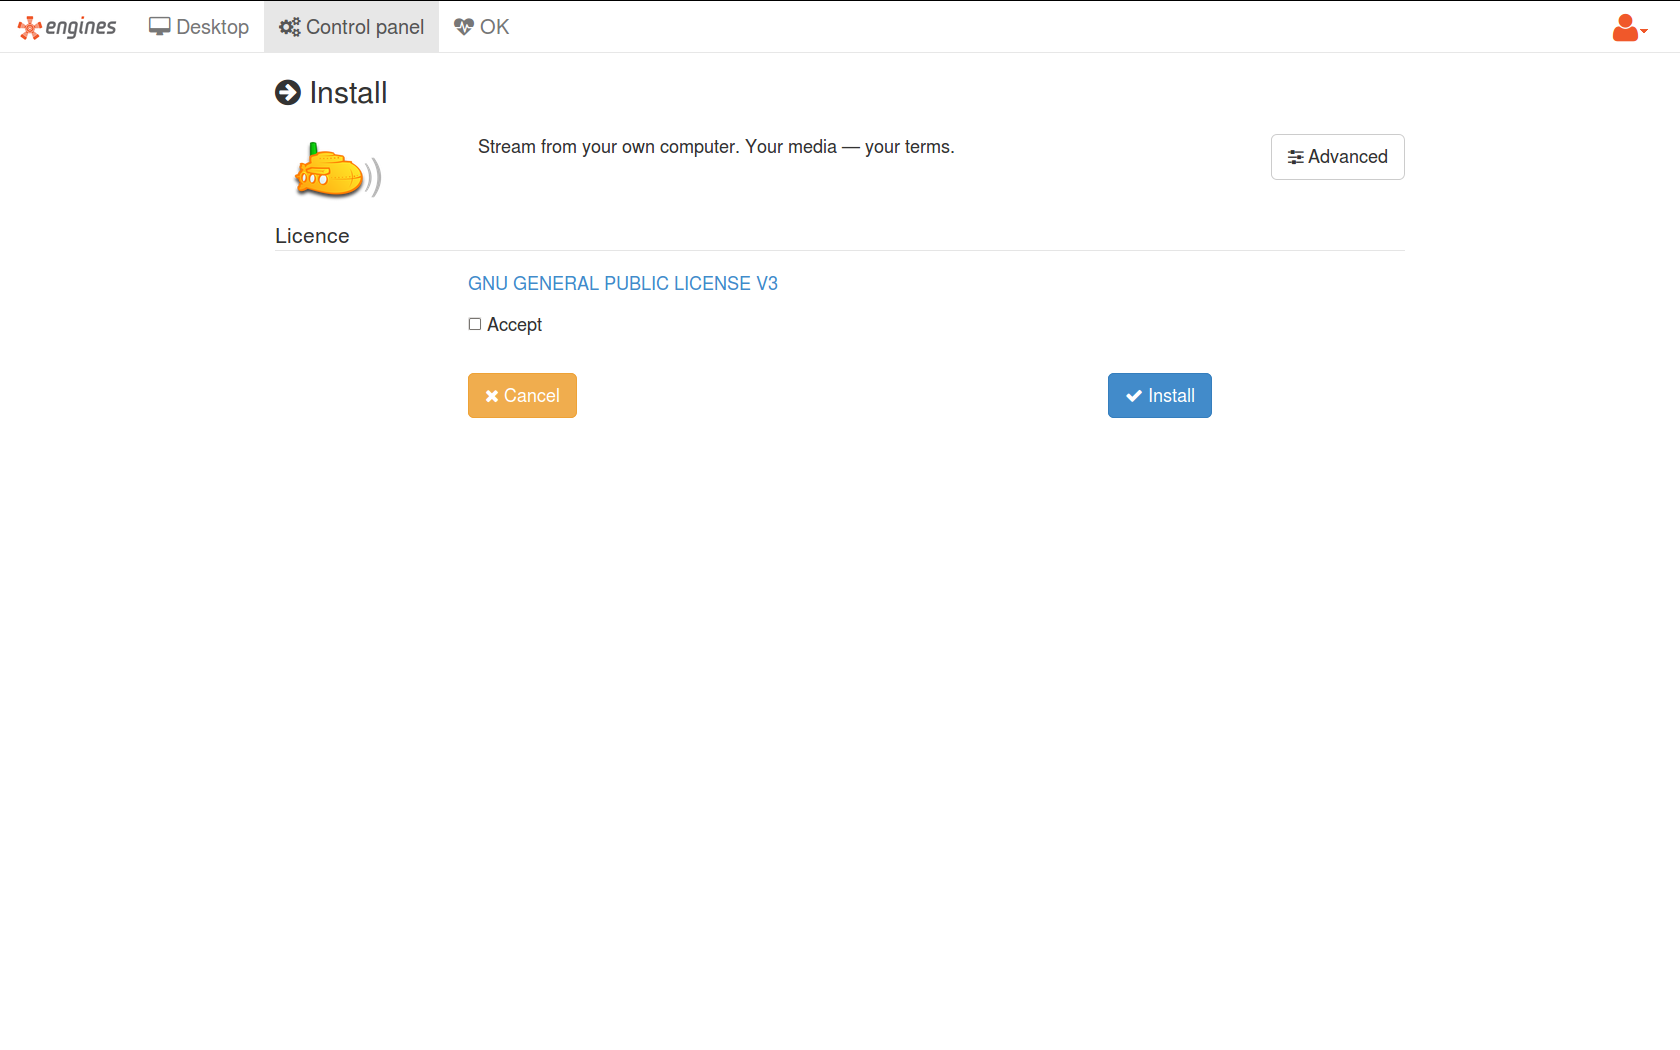 engines Desktop Control panel OK
Install
Stream from your own computer. Your media — your terms.
Advanced
Licence
GNU GENERAL PUBLIC LICENSE V3
Accept
Cancel Install